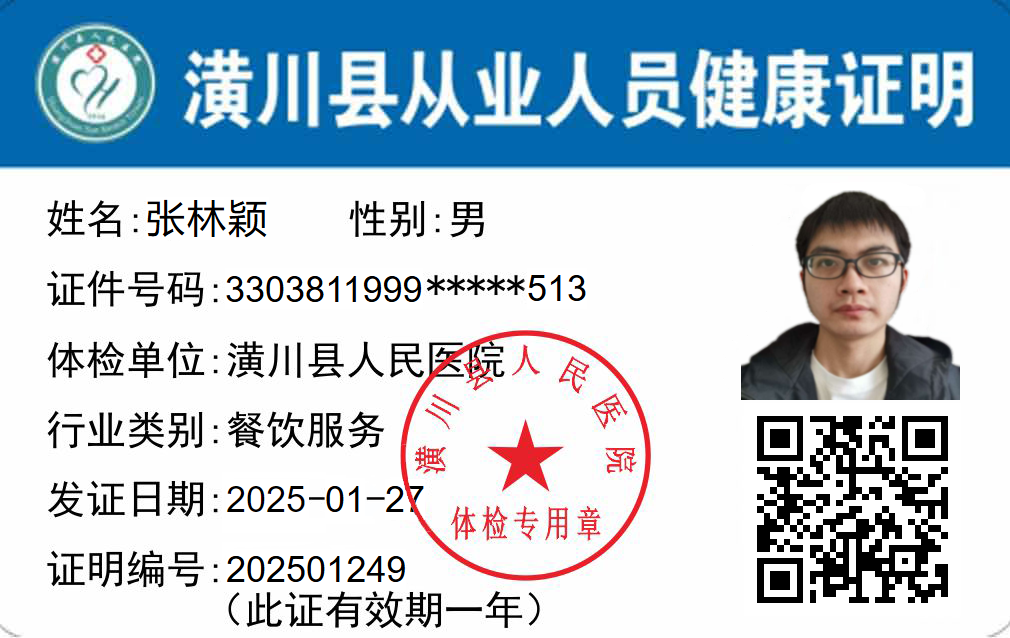 潢川县从业人员健康证明
姓名:张林颖 性别:男
证件号码:3303811999*****513
体检单位:潢川县人民医院
行业类别:餐饮服务
发证日期:2025-01-27
证明编号:202501249
（此证有效期一年）
潢川县人民医院
体检专用章